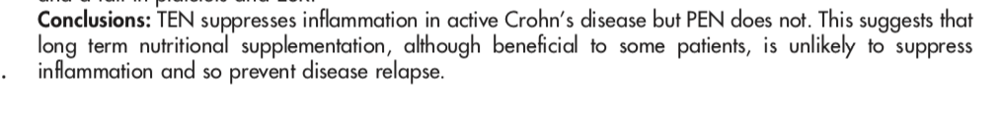 Conclusions: TEN suppresses inflammation in active Crohn's disease but PEN does not. This suggests that
long term nutritional supplementation, although beneficial to some patients, is unlikely to suppress
inflammation and so prevent disease relapse.